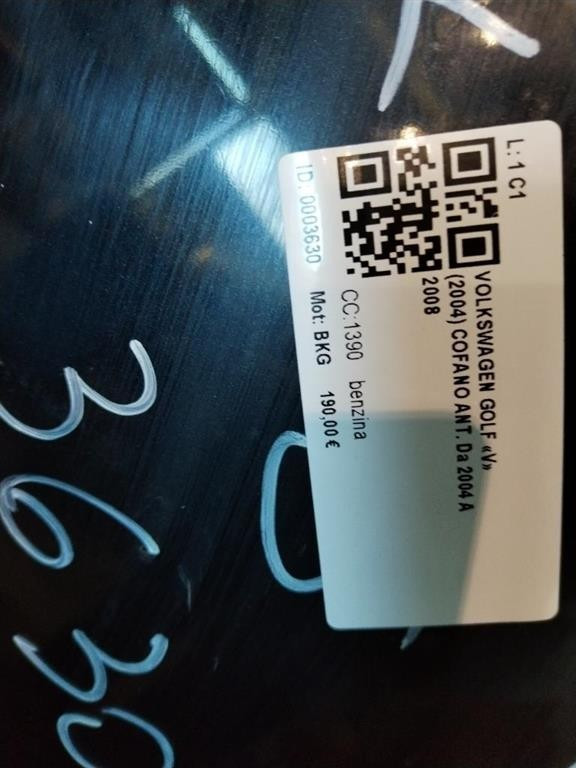 L: 1 C1
VOLKSWAGEN GOLF «V»
(2004) COFANO ANT. Da 2004 A
2008
CC:1390 benzina
ID: 0003630 Mot: BKG 190,00 €
3630